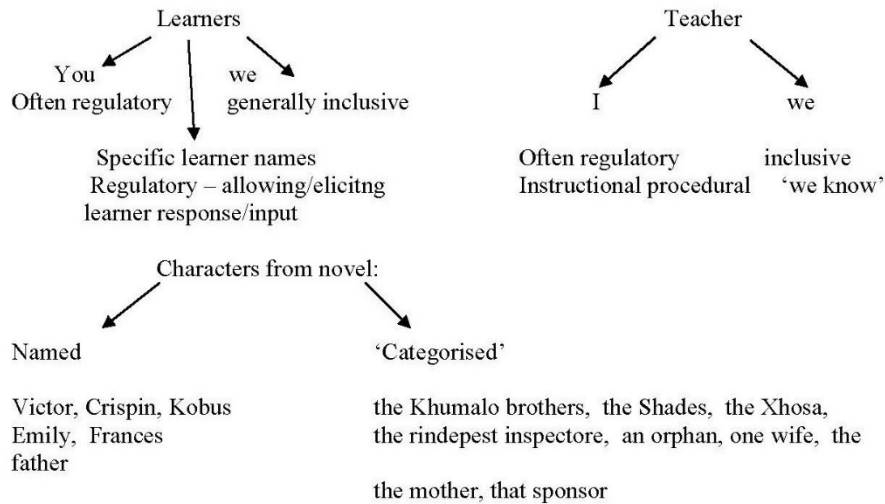 Learners Teacher
You we
Often regulatory generally inclusive
I we
Specific learner names
Regulatory – allowing/elicitng
learner response/input
Often regulatory inclusive
Instructional procedural ‘we know’
Characters from novel:
Named ‘Categorised’
Victor, Crispin, Kobus the Khumalo brothers, the Shades, the Xhosa,
Emily, Frances the rindepest inspectore, an orphan, one wife, the
father
the mother, that sponsor